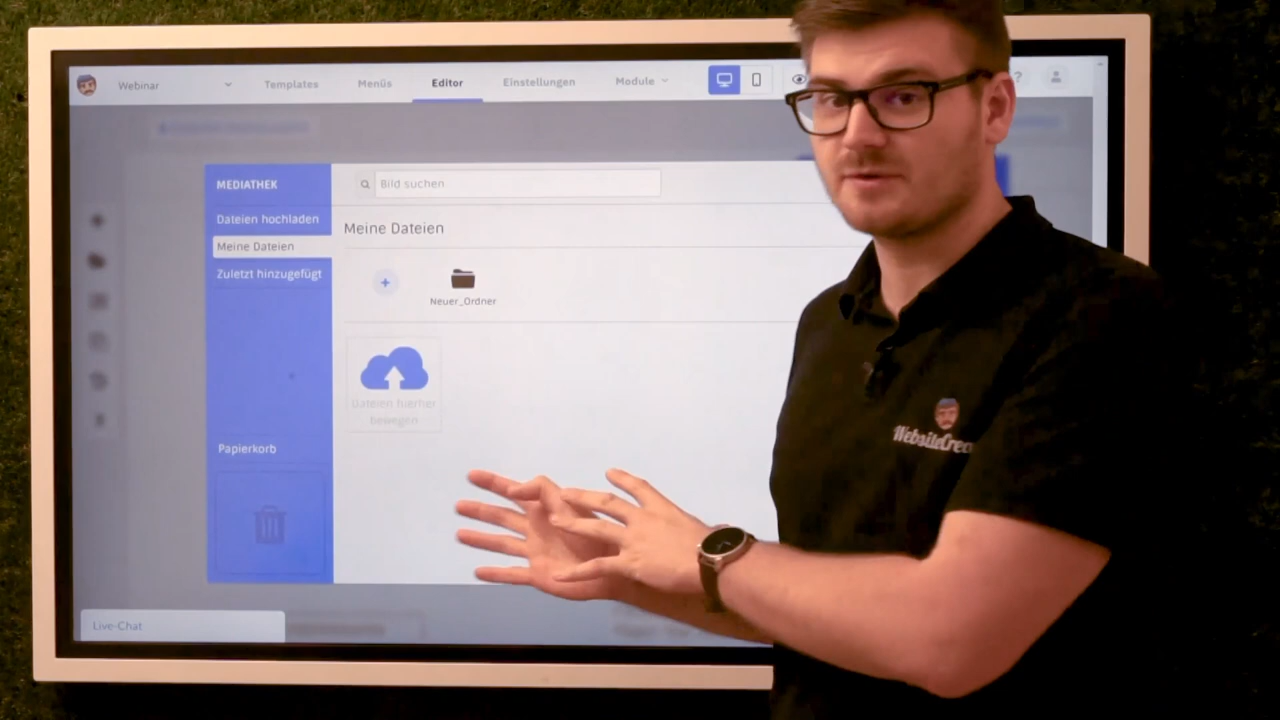 Webinar
Templates
Menüs
Editor
Einstellungen
Module
?
MEDIATHEK
Bild suchen
Dateien hochladen
Meine Dateien
Meine Dateien
Zuletzt hinzugefügt
Neuer_Ordner
Dateien hierher
bewegen
Papierkorb
WebsiteCrea
Live-Chat